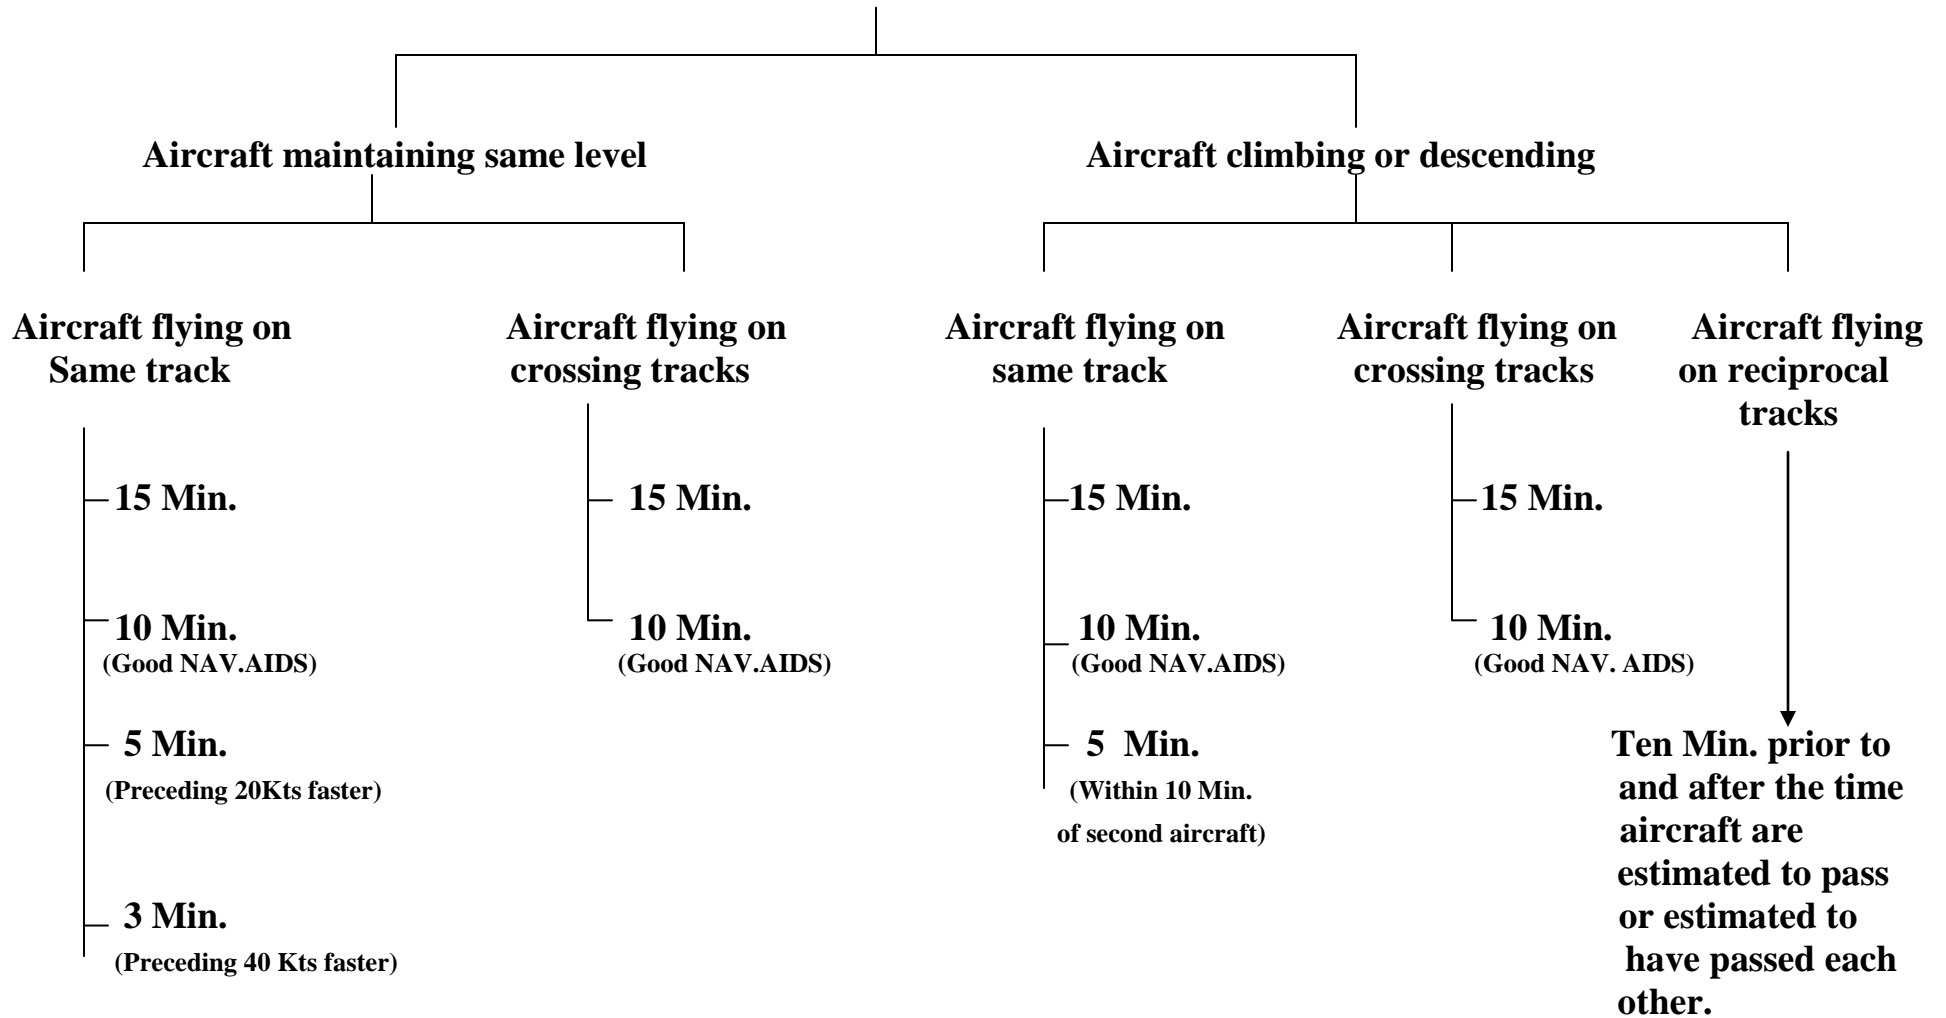 Aircraft maintaining same level
Aircraft climbing or descending
Aircraft flying on
Same track
15 Min.
10 Min.
(Good NAV.AIDS)
5 Min.
(Preceding 20Kts faster)
3 Min.
(Preceding 40 Kts faster)
Aircraft flying on
crossing tracks
15 Min.
10 Min.
(Good NAV.AIDS)
Aircraft flying on
same track
15 Min.
10 Min.
(Good NAV.AIDS)
5 Min.
(Within 10 Min.
of second aircraft)
Aircraft flying on
crossing tracks
15 Min.
10 Min.
(Good NAV. AIDS)
Aircraft flying
on reciprocal
tracks
Ten Min. prior to
and after the time
aircraft are
estimated to pass
or estimated to
have passed each
other.